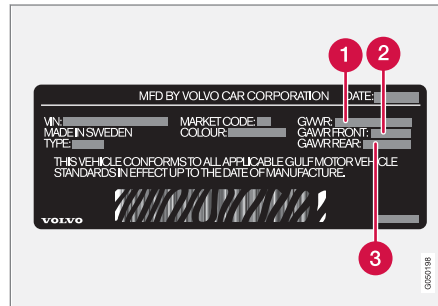 1
2
MFD BY VOLVO CAR CORPORATION DATE:
VIN: MARKET CODE: GVWR:
MADE IN SWEDEN COLOUR: GAWR FRONT:
TYPE: GAWR REAR:
THIS VEHICLE CONFORMS TO ALL APPLICABLE GULF MOTOR VEHICLE
STANDARDS IN EFFECT UP TO THE DATE OF MANUFACTURE.
VOLVO
3
G050198